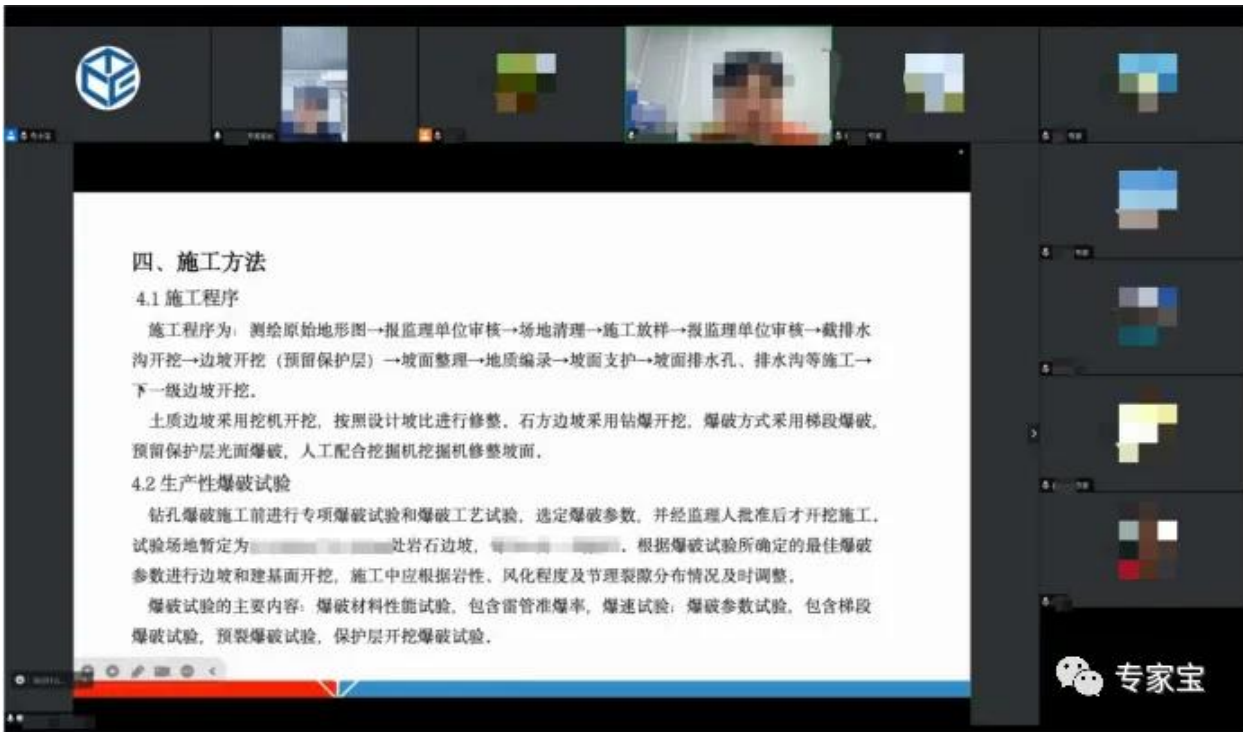 四、施工方法
4.1 施工程序
施工程序为：测绘原始地形图→报监理单位审核→场地清理→施工放样→报监理单位审核→截排水
沟开挖→边坡开挖（预留保护层）→坡面整理→地质编录→坡面支护→坡面排水孔、排水沟等施工→
下一级边坡开挖。
土质边坡采用挖机开挖，按照设计坡比进行修整。石方边坡采用钻爆开挖，爆破方式采用梯段爆破，
预留保护层光面爆破，人工配合挖掘机挖掘机修整坡面。
4.2 生产性爆破试验
钻孔爆破施工前进行专项爆破试验和爆破工艺试验，选定爆破参数，并经监理人批准后才开挖施工。
试验场地暂定为 处岩石边坡， 。根据爆破试验所确定的最佳爆破
参数进行边坡和建基面开挖，施工中应根据岩性、风化程度及节理裂隙分布情况及时调整。
爆破试验的主要内容：爆破材料性能试验，包含雷管准爆率，爆速试验；爆破参数试验，包含梯段
爆破试验，预裂爆破试验，保护层开挖爆破试验。
专家宝